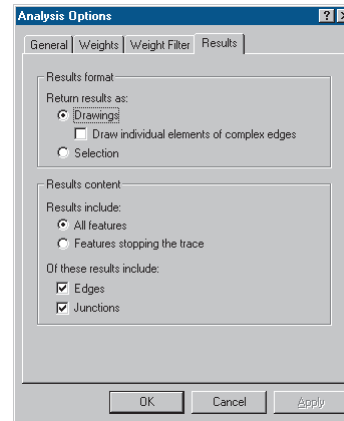 Analysis Options
General Weights Weight Filter Results
Results format
Return results as:
Drawings
Draw individual elements of complex edges
Selection
Results content
Results include:
All features
Features stopping the trace
Of these results include:
Edges
Junctions
OK Cancel Apply